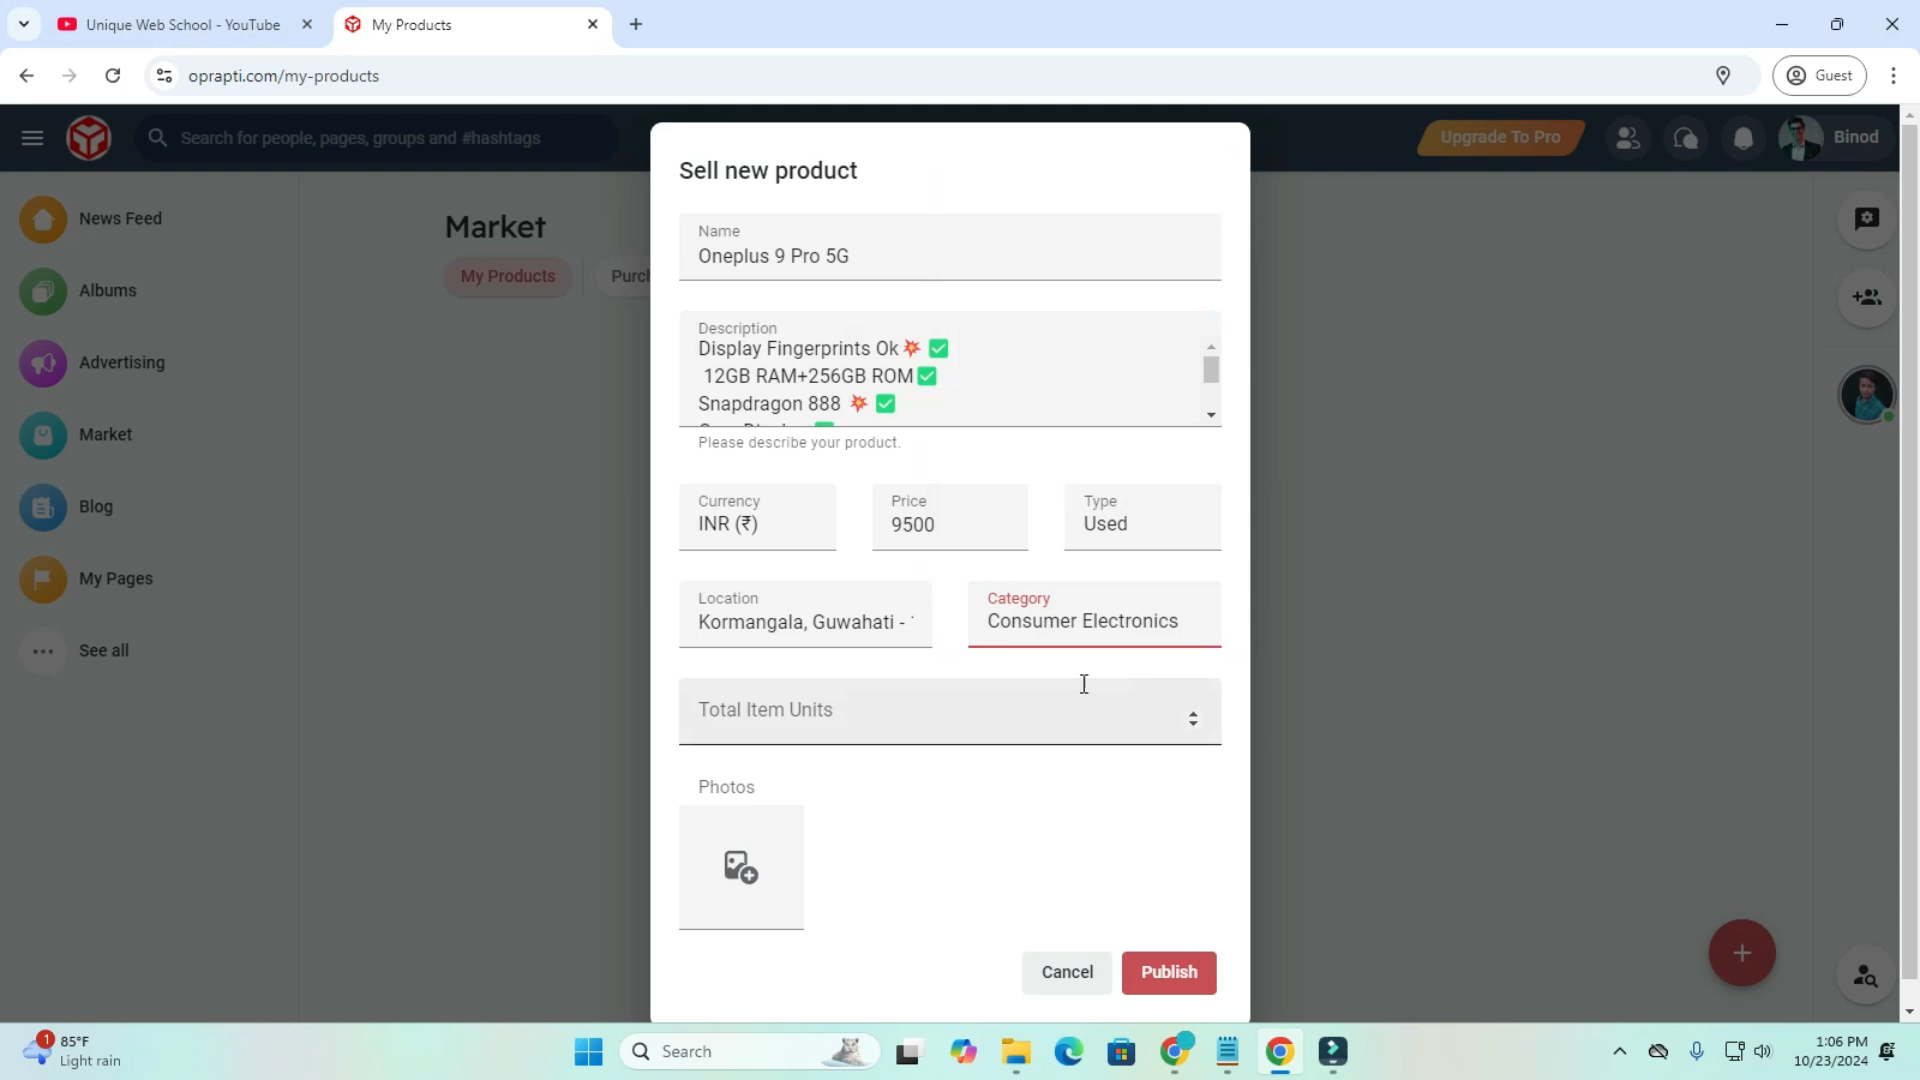 Unique Web School - YouTube
My Products
oprapti.com/my-products
Guest
Search for people, pages, groups and #hashtags
Upgrade To Pro
Binod
News Feed
Albums
Advertising
Market
Blog
My Pages
See all
Market
My Products
Purch
Sell new product
Name
Oneplus 9 Pro 5G
Description
Display Fingerprints Ok💥 ✅
12GB RAM+256GB ROM✅
Snapdragon 888 💥 ✅
Please describe your product.
Currency
INR (₹)
Price
9500
Type
Used
Location
Kormangala, Guwahati -
Category
Consumer Electronics
Total Item Units
Photos
Cancel
Publish
1
85°F
Light rain
Search
1:06 PM
10/23/2024